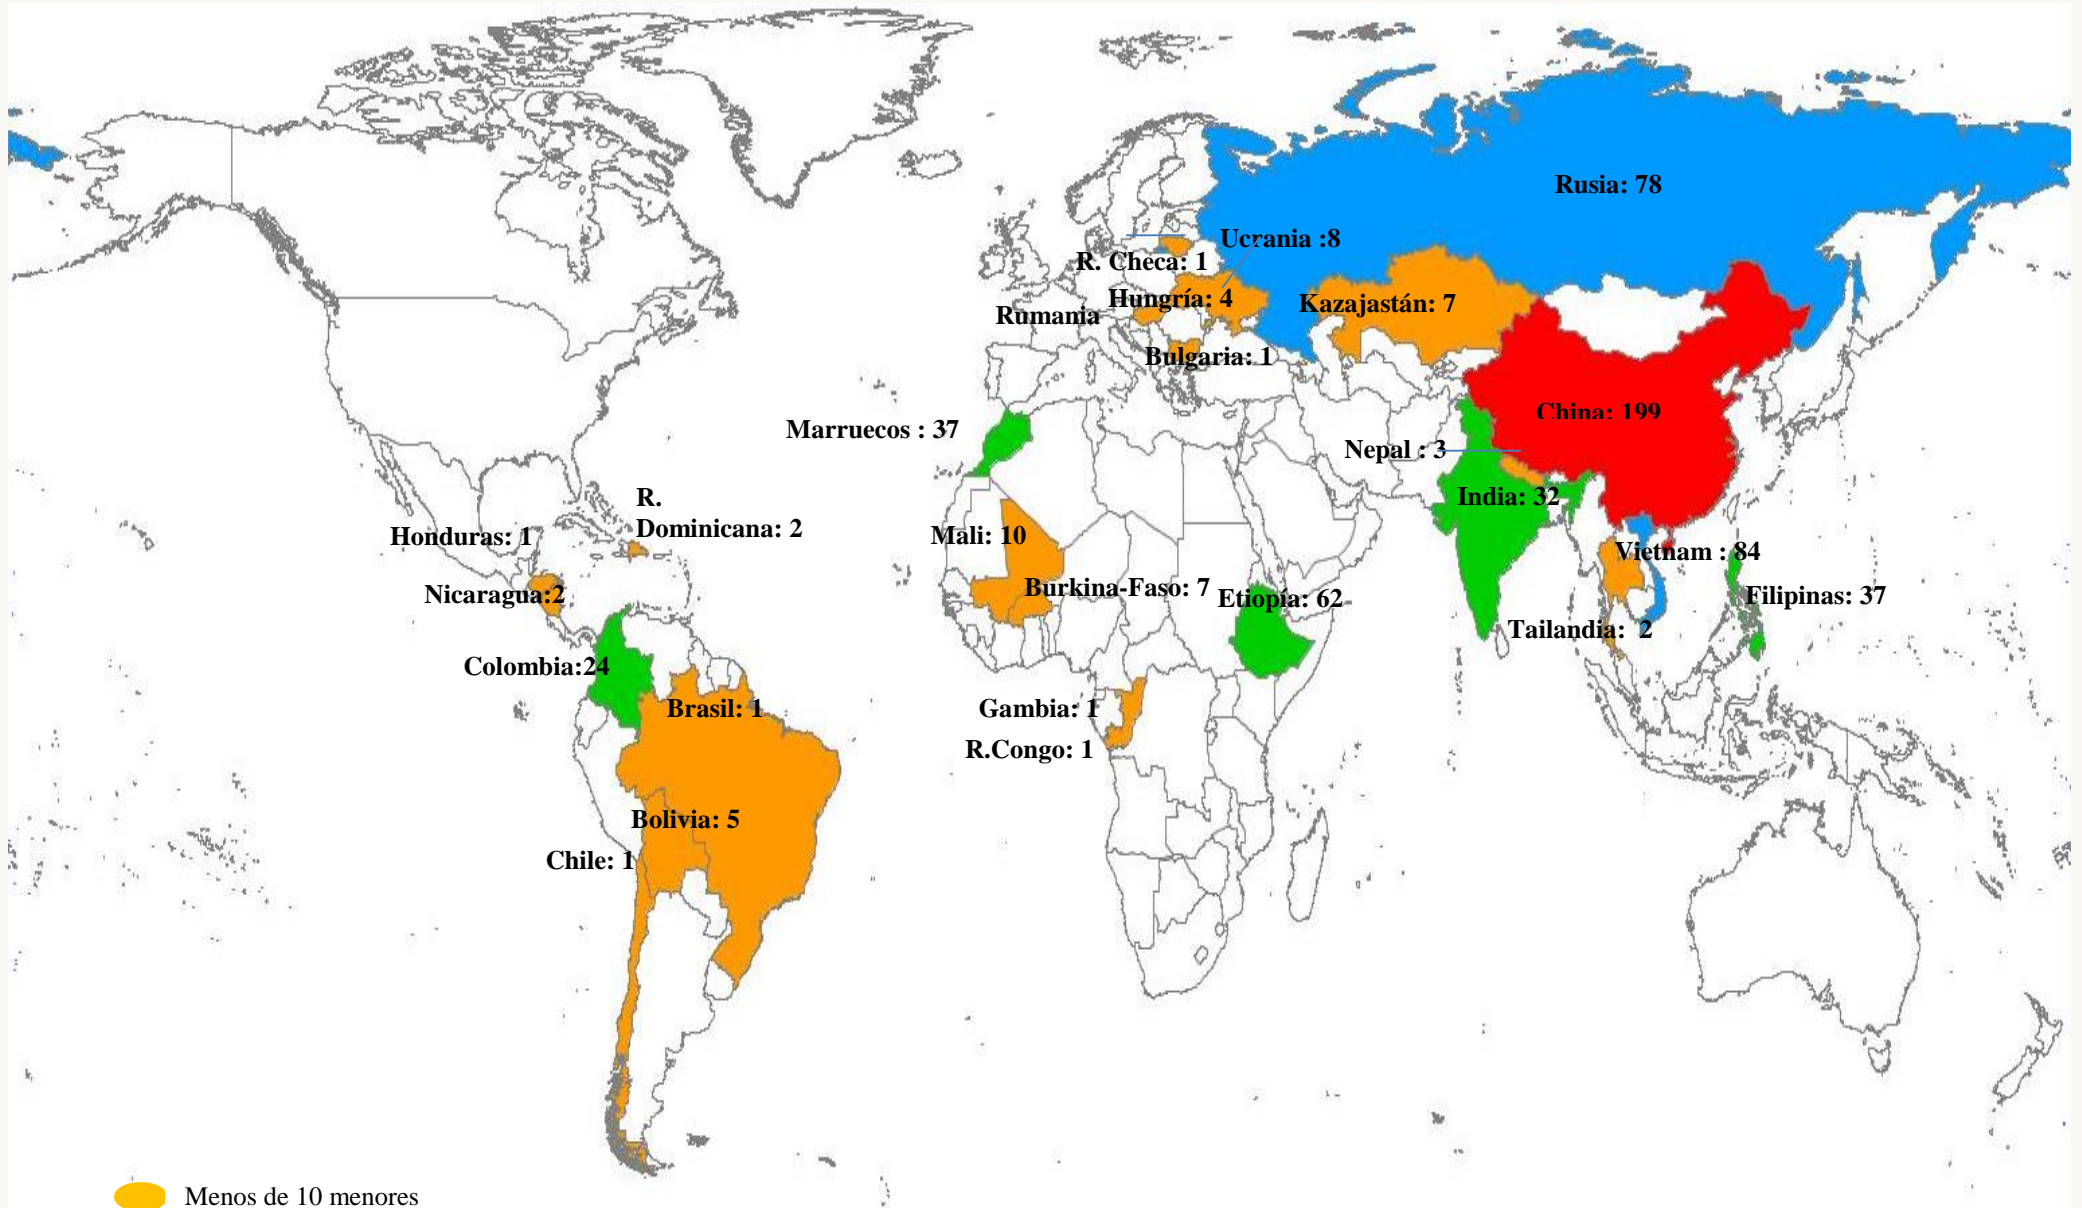 Rusia: 78
Ucrania :8
R. Checa: 1
Hungría: 4
Kazajastán: 7
Rumania
Bulgaria: 1
China: 199
Marruecos : 37
Nepal : 3
India: 32
R.
Dominicana: 2
Honduras: 1
Mali: 10
Vietnam : 84
Nicaragua:2
Burkina-Faso: 7
Etiopía: 62
Filipinas: 37
Tailandia: 2
Colombia:24
Brasil: 1
Gambia: 1
R.Congo: 1
Bolivia: 5
Chile: 1
Menos de 10 menores